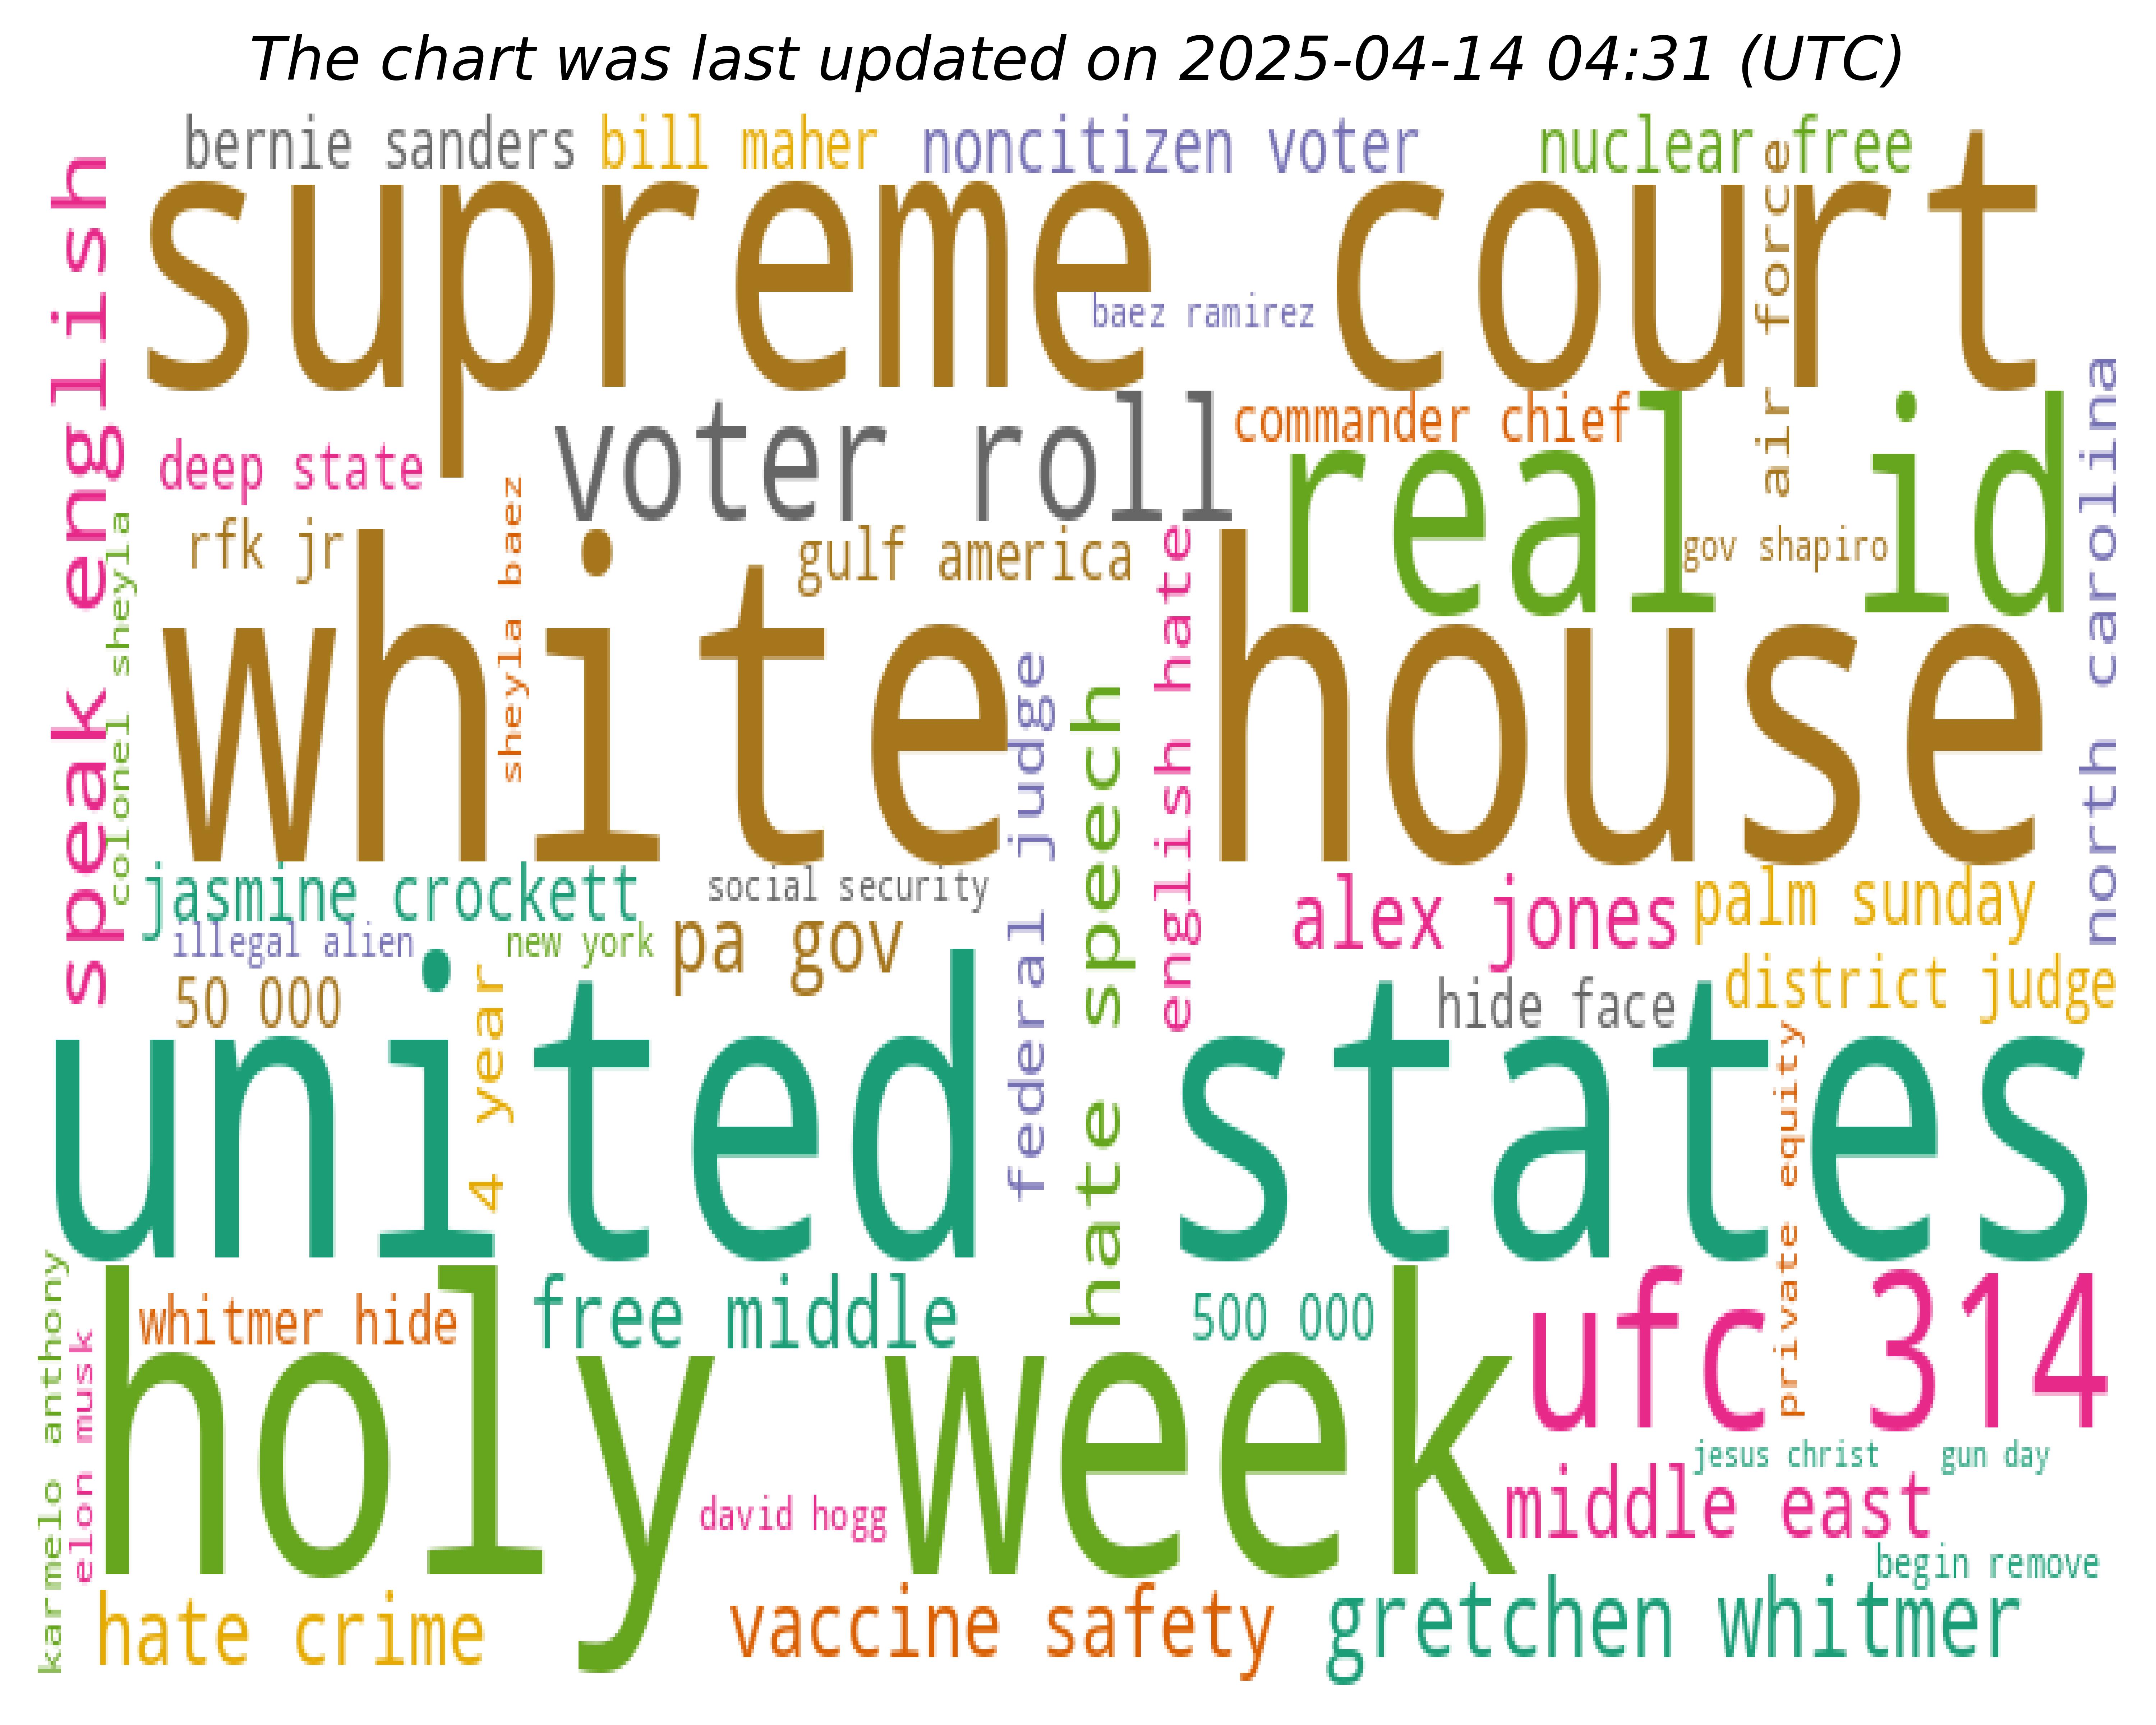 The chart was last updated on 2025-04-14 04:31 (UTC)
bernie sanders
bill maher
noncitizen voter
nuclear free
speak english
supreme court
air force
baez ramirez
north carolina
voter roll
commander chief
real id
deep state
sheyla baez
colonel sheyla
rfk jr
gulf america
english hate
gov shapiro
white house
federal judge
hate speech
jasmine crockett
social security
alex jones
palm sunday
illegal alien
new york
pa gov
50 000
4 year
hide face
district judge
united states
private equity
karmelo anthony
elon musk
whitmer hide
free middle
500 000
ufc 314
holy week
jesus christ
gun day
david hogg
middle east
begin remove
hate crime
vaccine safety
gretchen whitmer